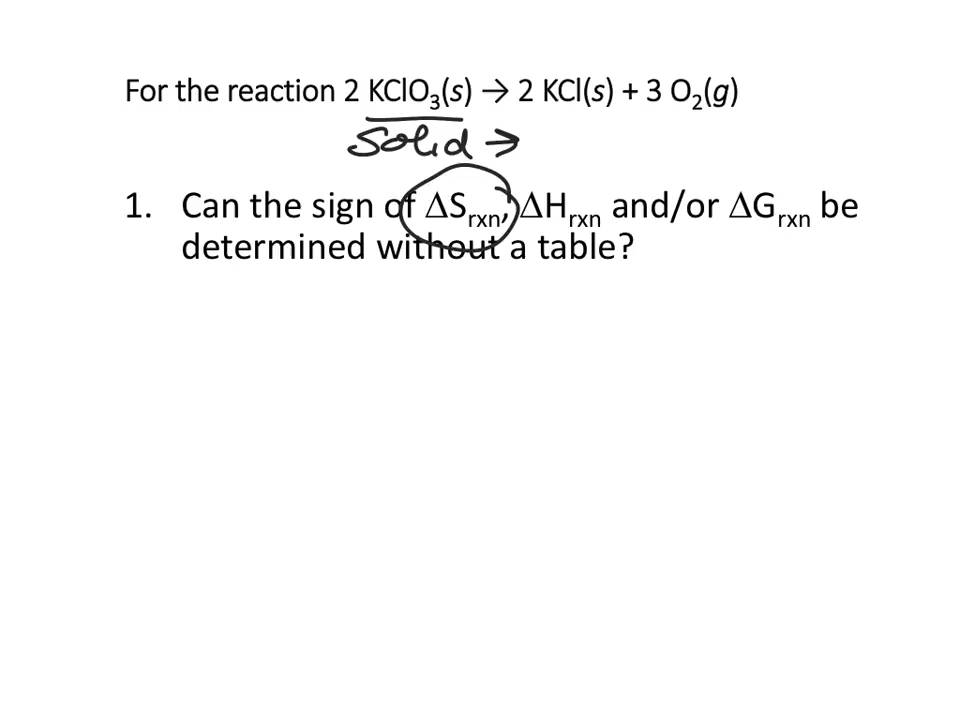 For the reaction 2 KClO₃(s) → 2 KCl(s) + 3 O₂(g)
solid →
1. Can the sign of ΔSrxn, ΔHrxn and/or ΔGrxn be
determined without a table?